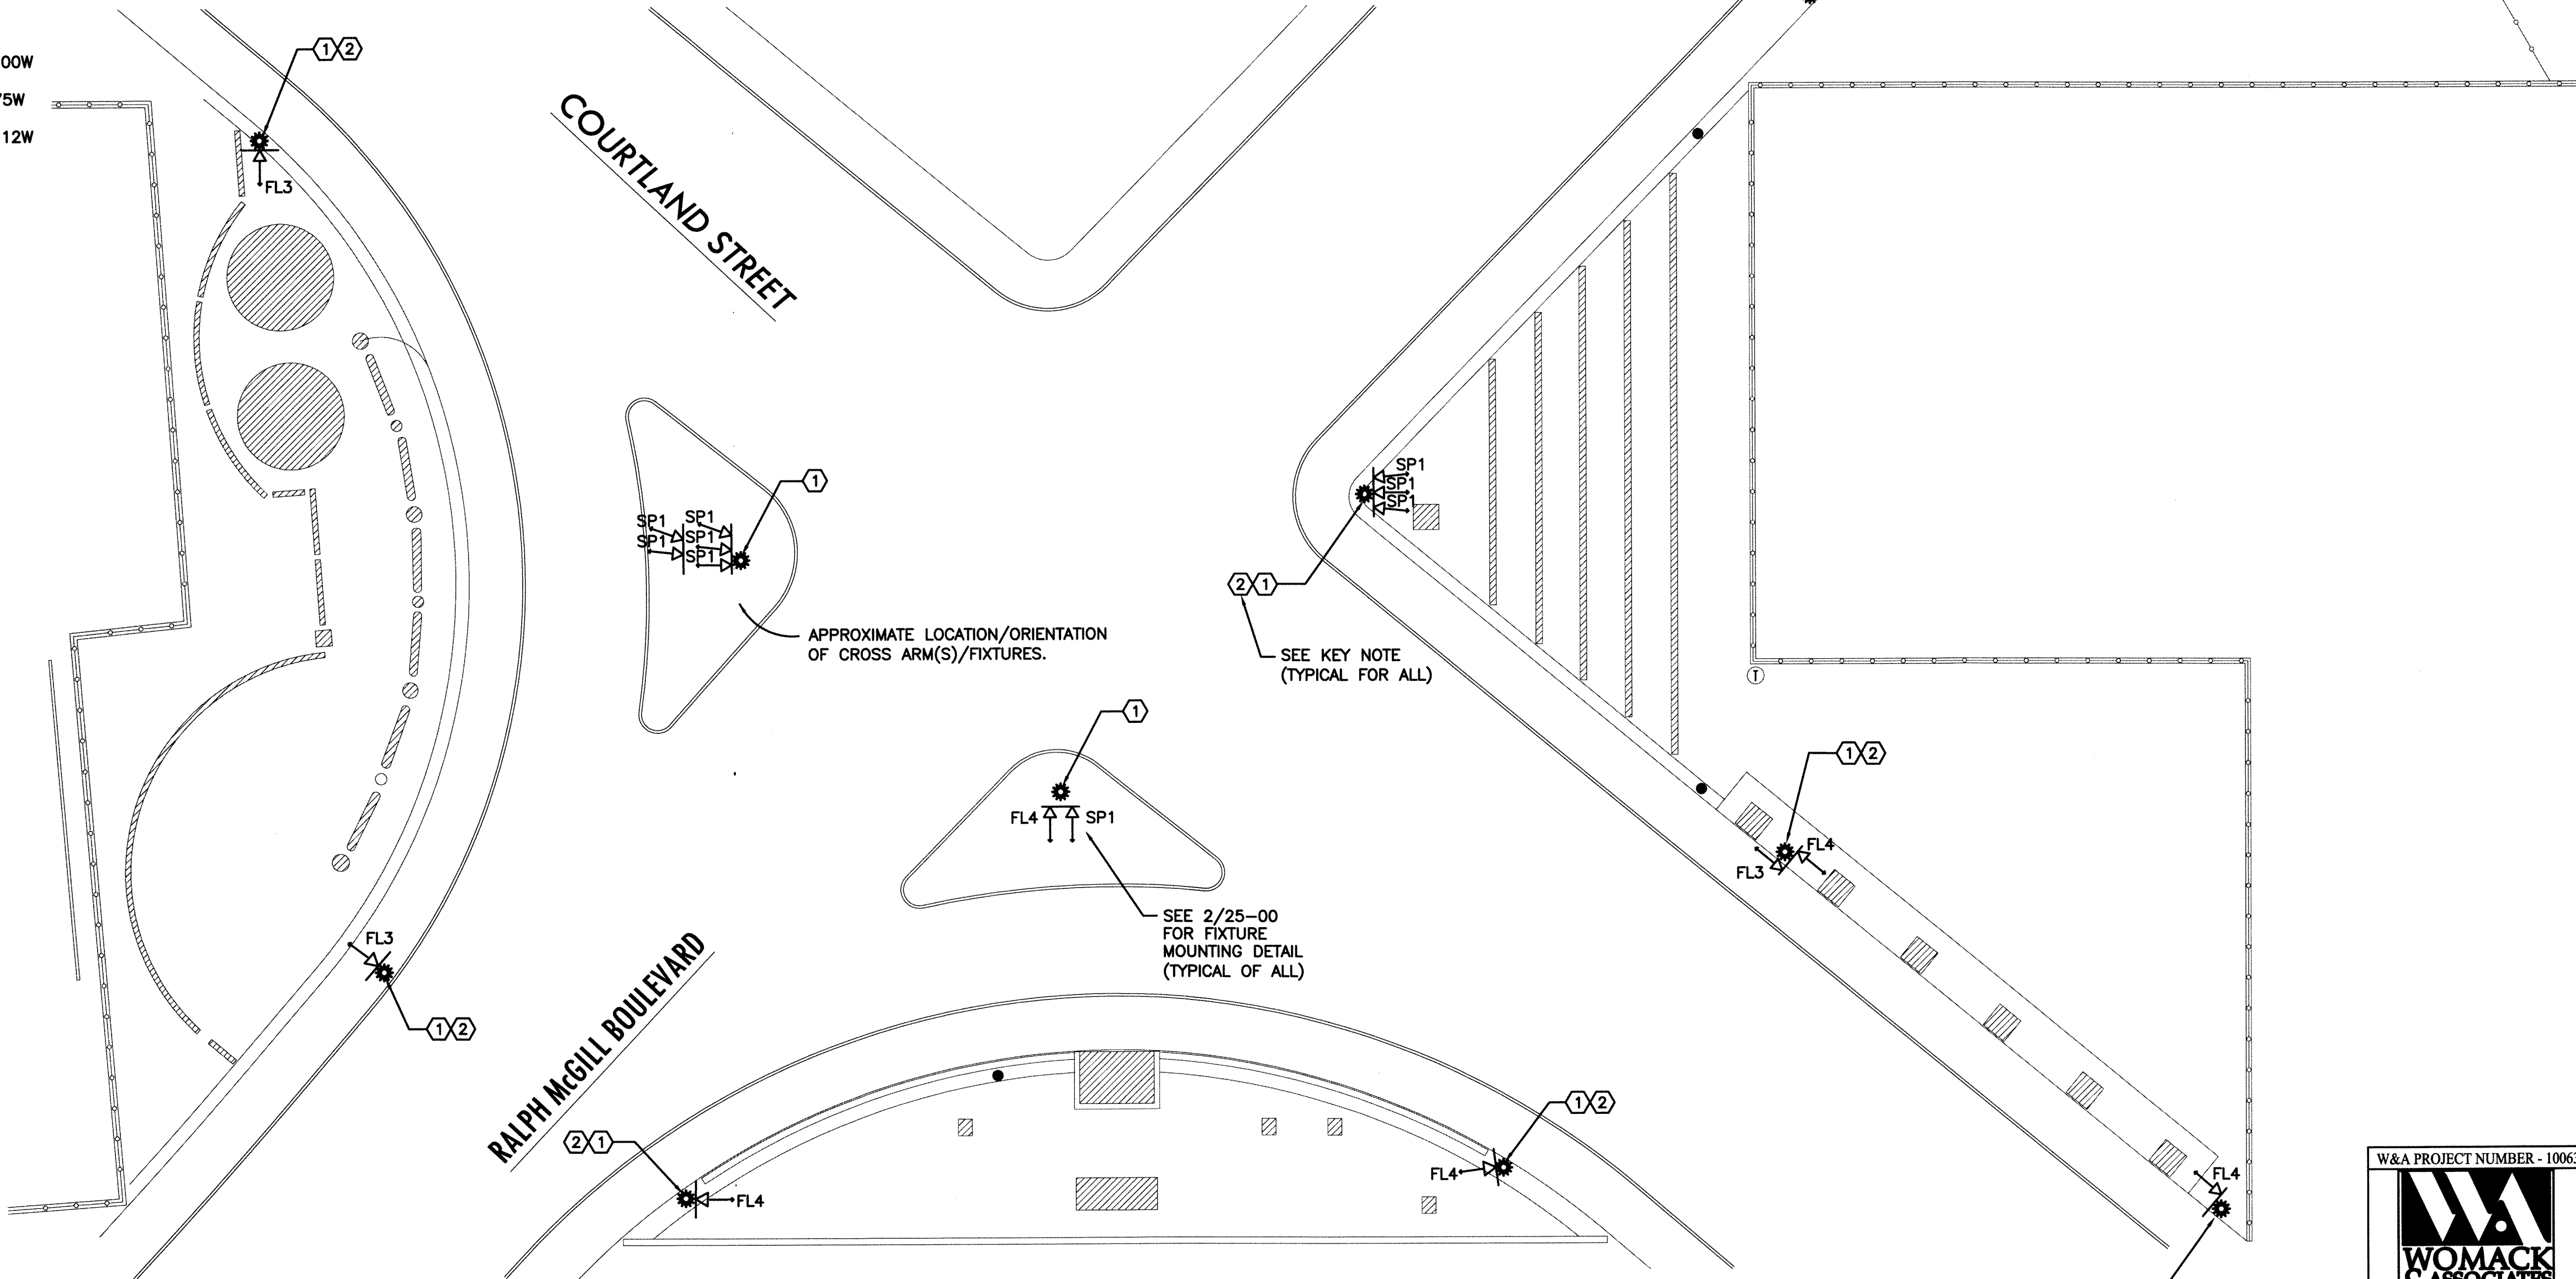 00W
75W
12W
1 2
FL3
COURTLAND STREET
1
SP1
SP1
SP1
SP1
SP1
APPROXIMATE LOCATION/ORIENTATION
OF CROSS ARM(S)/FIXTURES.
SP1
SP1
SP1
2 1
SEE KEY NOTE
(TYPICAL FOR ALL)
T
1
FL4
SP1
SEE 2/25-00
FOR FIXTURE
MOUNTING DETAIL
(TYPICAL OF ALL)
1 2
FL4
FL3
FL3
1 2
RALPH McGILL BOULEVARD
2 1
FL4
1 2
FL4
FL4
W&A PROJECT NUMBER - 1006
WA
WOMACK
& ASSOCIATES